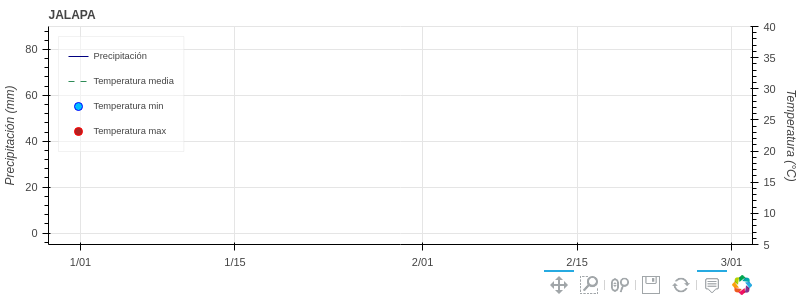 JALAPA
Precipitación (mm)
80
60
40
20
0
Precipitación
Temperatura media
Temperatura min
Temperatura max
40
35
30
25
20
15
10
5
Temperatura (°C)
1/01
1/15
2/01
2/15
3/01